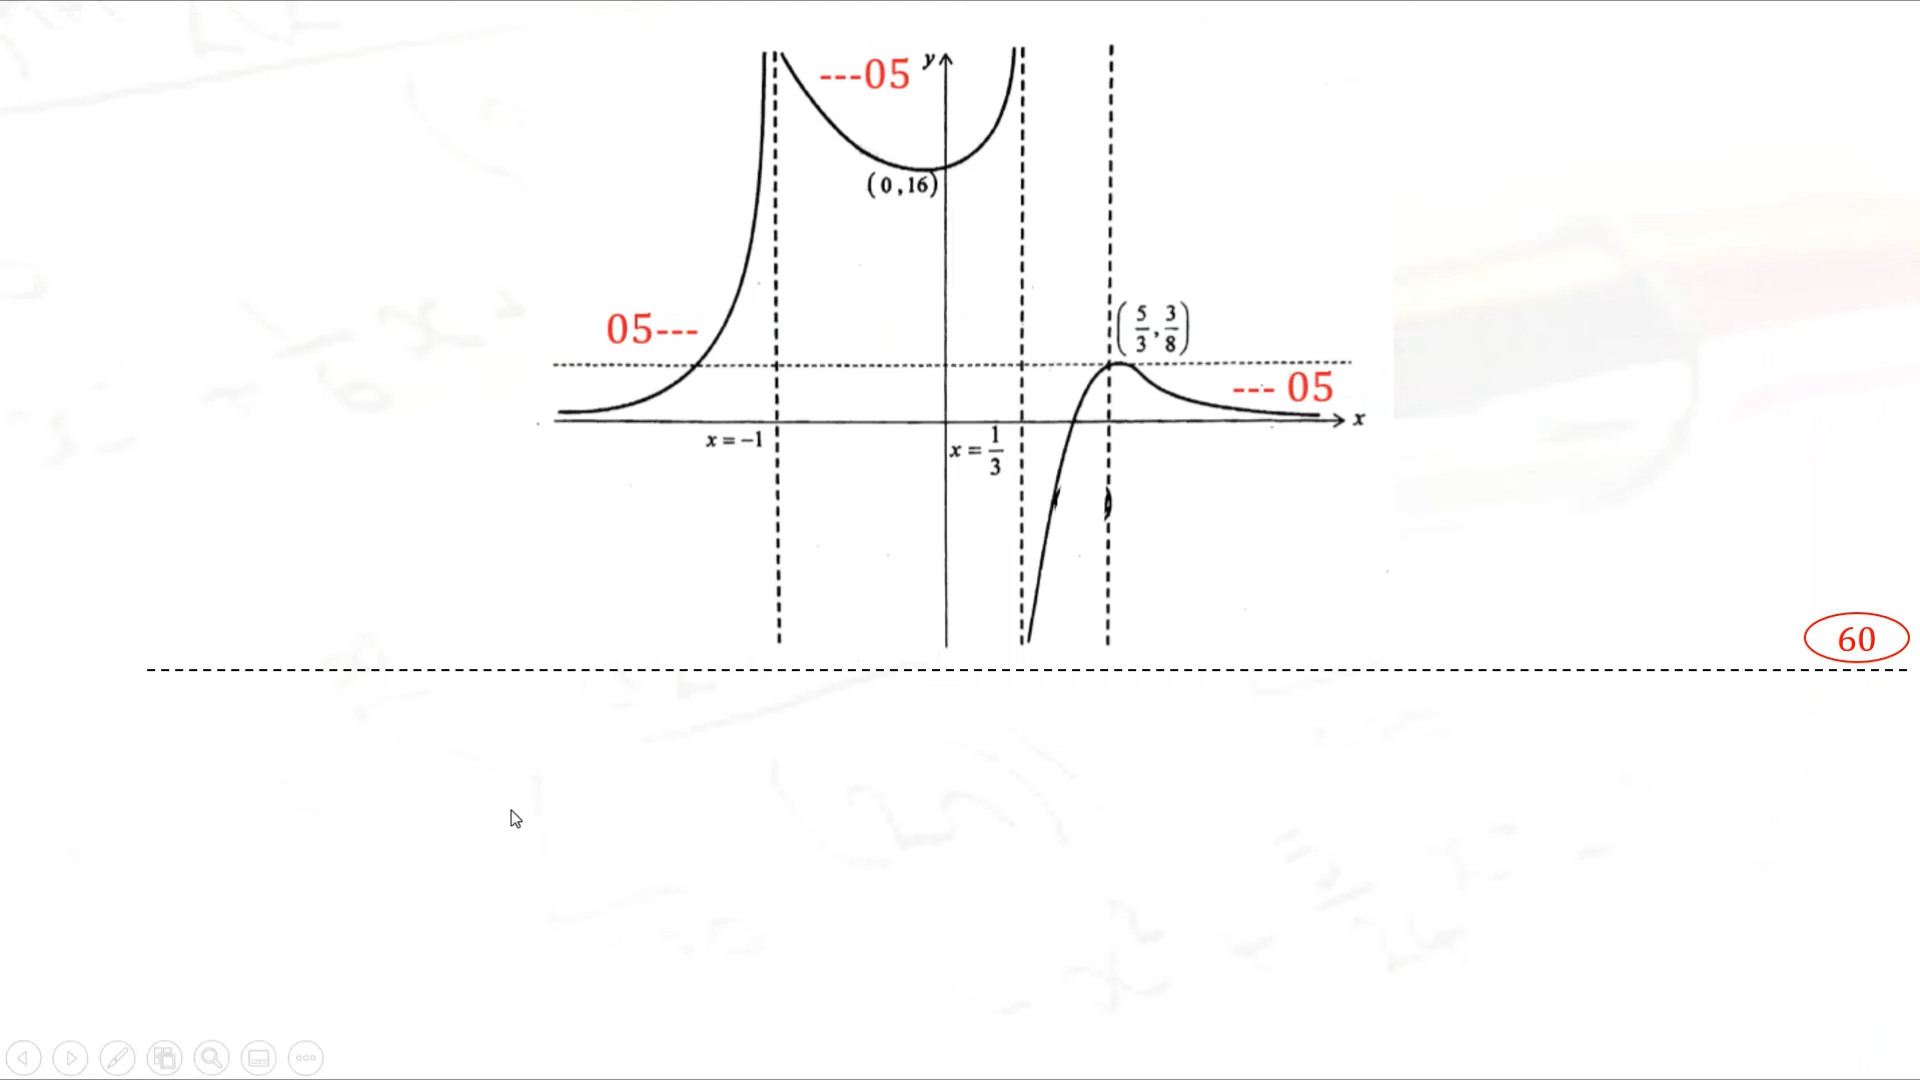 ---05
y
(0,16)
05---
(5/3, 3/8)
--- 05
x
x = -1
x = 1/3
60